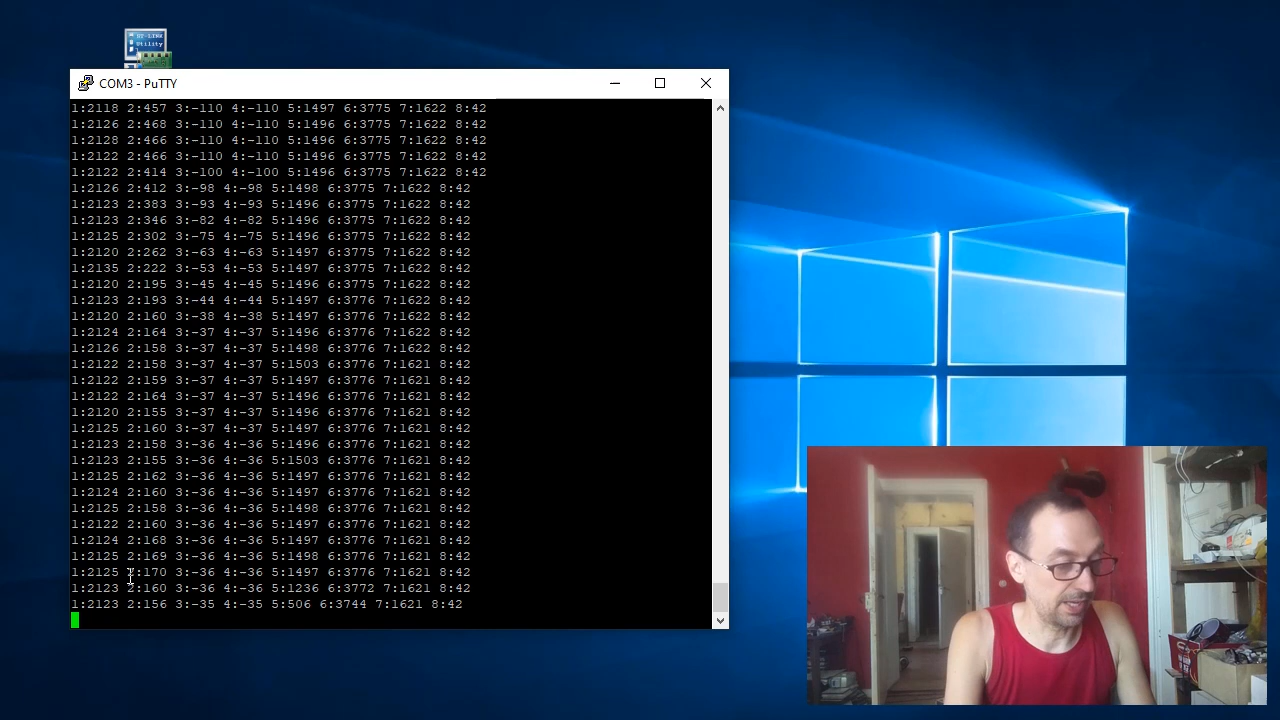 ST-LINK
Utility
COM3 - PuTTY
1:2118 2:457 3:-110 4:-110 5:1497 6:3775 7:1622 8:42
1:2126 2:468 3:-110 4:-110 5:1496 6:3775 7:1622 8:42
1:2128 2:466 3:-110 4:-110 5:1496 6:3775 7:1622 8:42
1:2122 2:466 3:-110 4:-110 5:1496 6:3775 7:1622 8:42
1:2122 2:414 3:-100 4:-100 5:1496 6:3775 7:1622 8:42
1:2126 2:412 3:-98 4:-98 5:1498 6:3775 7:1622 8:42
1:2123 2:383 3:-93 4:-93 5:1496 6:3775 7:1622 8:42
1:2123 2:346 3:-82 4:-82 5:1496 6:3775 7:1622 8:42
1:2125 2:302 3:-75 4:-75 5:1496 6:3775 7:1622 8:42
1:2120 2:262 3:-63 4:-63 5:1497 6:3775 7:1622 8:42
1:2135 2:222 3:-53 4:-53 5:1497 6:3775 7:1622 8:42
1:2120 2:195 3:-45 4:-45 5:1496 6:3775 7:1622 8:42
1:2123 2:193 3:-44 4:-44 5:1497 6:3776 7:1622 8:42
1:2120 2:160 3:-38 4:-38 5:1497 6:3776 7:1622 8:42
1:2124 2:164 3:-37 4:-37 5:1496 6:3776 7:1622 8:42
1:2126 2:158 3:-37 4:-37 5:1498 6:3776 7:1622 8:42
1:2122 2:158 3:-37 4:-37 5:1503 6:3776 7:1621 8:42
1:2122 2:159 3:-37 4:-37 5:1497 6:3776 7:1621 8:42
1:2122 2:164 3:-37 4:-37 5:1496 6:3776 7:1621 8:42
1:2120 2:155 3:-37 4:-37 5:1496 6:3776 7:1621 8:42
1:2125 2:160 3:-37 4:-37 5:1497 6:3776 7:1621 8:42
1:2123 2:158 3:-36 4:-36 5:1496 6:3776 7:1621 8:42
1:2123 2:155 3:-36 4:-36 5:1503 6:3776 7:1621 8:42
1:2125 2:162 3:-36 4:-36 5:1496 6:3776 7:1621 8:42
1:2124 2:160 3:-36 4:-36 5:1497 6:3776 7:1621 8:42
1:2125 2:158 3:-36 4:-36 5:1498 6:3776 7:1621 8:42
1:2122 2:160 3:-36 4:-36 5:1497 6:3776 7:1621 8:42
1:2124 2:168 3:-36 4:-36 5:1497 6:3776 7:1621 8:42
1:2125 2:169 3:-36 4:-36 5:1498 6:3776 7:1621 8:42
1:2125 2:170 3:-36 4:-36 5:1497 6:3776 7:1621 8:42
1:2123 2:160 3:-36 4:-36 5:1236 6:3772 7:1621 8:42
1:2123 2:156 3:-35 4:-35 5:506 6:3744 7:1621 8:42